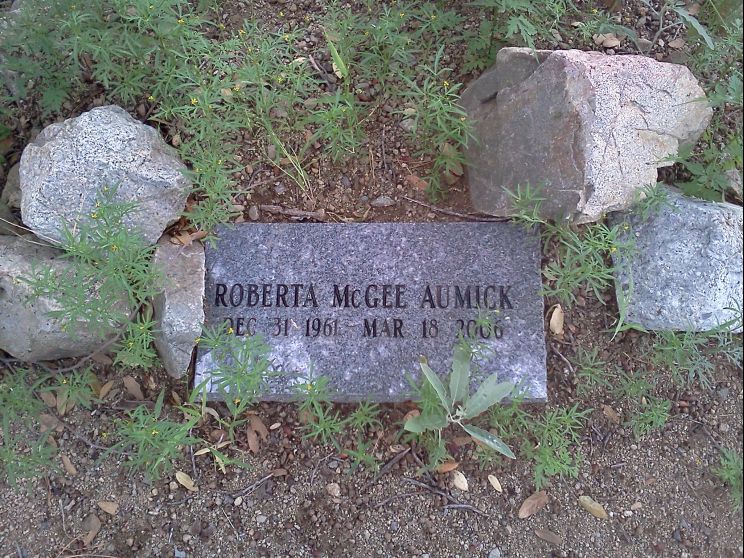 ROBERTA McGEE AUMICK
DEC 31 1961 - MAR 18 2006